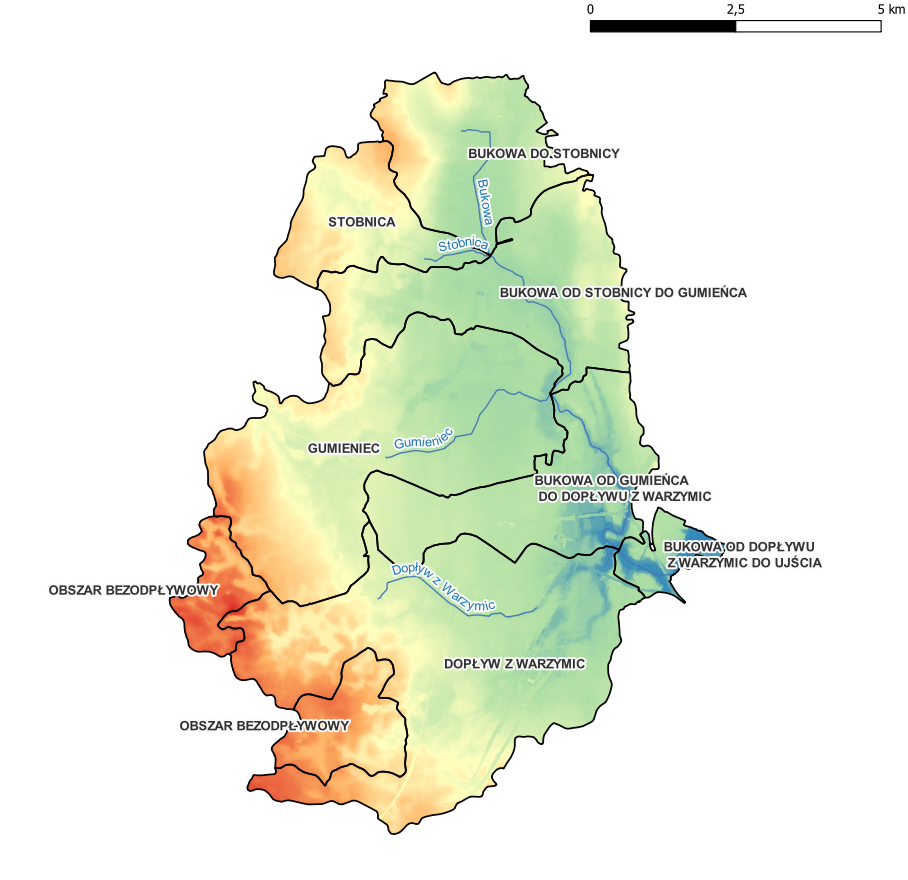 0 2,5 5 km
BUKOWA DO STOBNICY
Bukowa
STOBNICA
Stobnica
BUKOWA OD STOBNICY DO GUMIEŃCA
GUMIENIEC
Gumieniec
BUKOWA OD GUMIEŃCA
DO DOPŁYWU Z WARZYMIC
BUKOWA OD DOPŁYWU
Z WARZYMIC DO UJŚCIA
Dopływ z Warzymic
OBSZAR BEZODPŁYWOWY
DOPŁYW Z WARZYMIC
OBSZAR BEZODPŁYWOWY